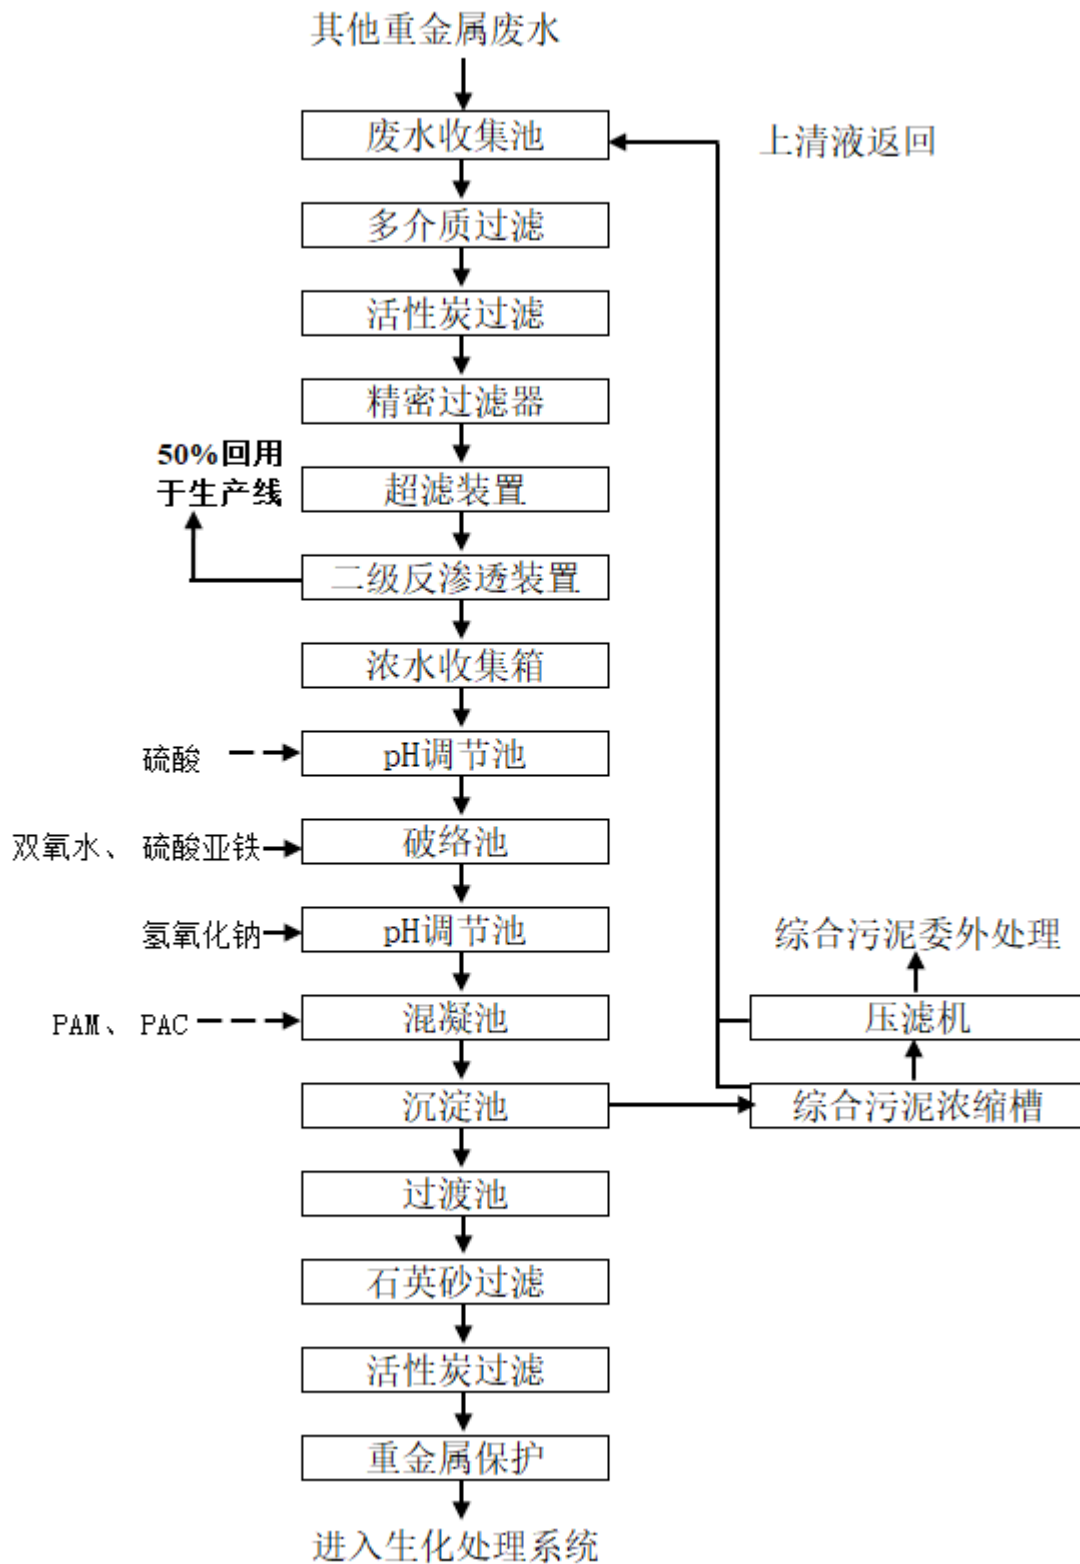 其他重金属废水
废水收集池
上清液返回
多介质过滤
活性炭过滤
精密过滤器
50%回用
于生产线
超滤装置
二级反渗透装置
浓水收集箱
硫酸
pH调节池
双氧水、 硫酸亚铁
破络池
氢氧化钠
pH调节池
综合污泥委外处理
PAM、 PAC
混凝池
压滤机
沉淀池
综合污泥浓缩槽
过渡池
石英砂过滤
活性炭过滤
重金属保护
进入生化处理系统